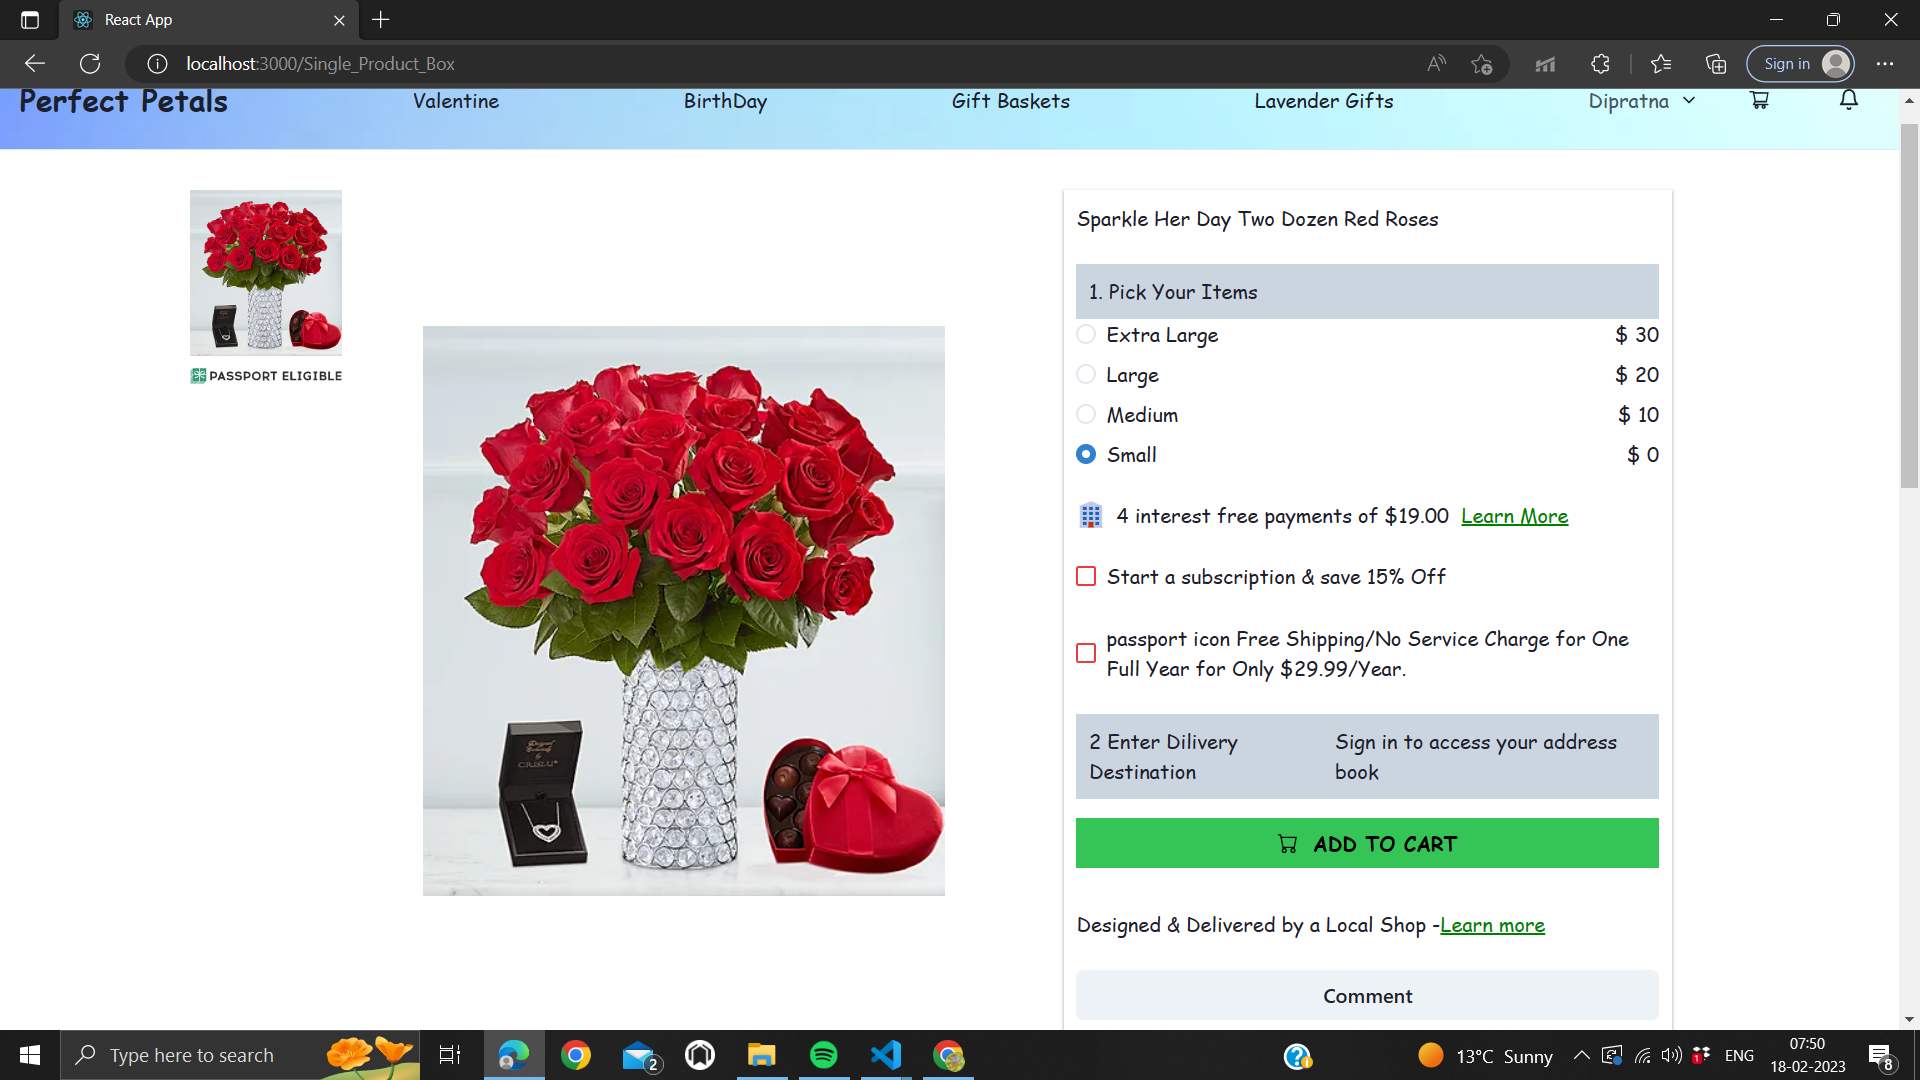 React App
localhost:3000/Single_Product_Box
Sign in
Perfect Petals
Valentine
BirthDay
Gift Baskets
Lavender Gifts
Dipratna
PASSPORT ELIGIBLE
Sparkle Her Day Two Dozen Red Roses
1. Pick Your Items
Extra Large $ 30
Large $ 20
Medium $ 10
Small $ 0
4 interest free payments of $19.00 Learn More
Start a subscription & save 15% Off
passport icon Free Shipping/No Service Charge for One
Full Year for Only $29.99/Year.
2 Enter Dilivery
Destination
Sign in to access your address
book
ADD TO CART
Designed & Delivered by a Local Shop -Learn more
Comment
Type here to search
2
13°C Sunny
1
ENG
07:50
18-02-2023
8